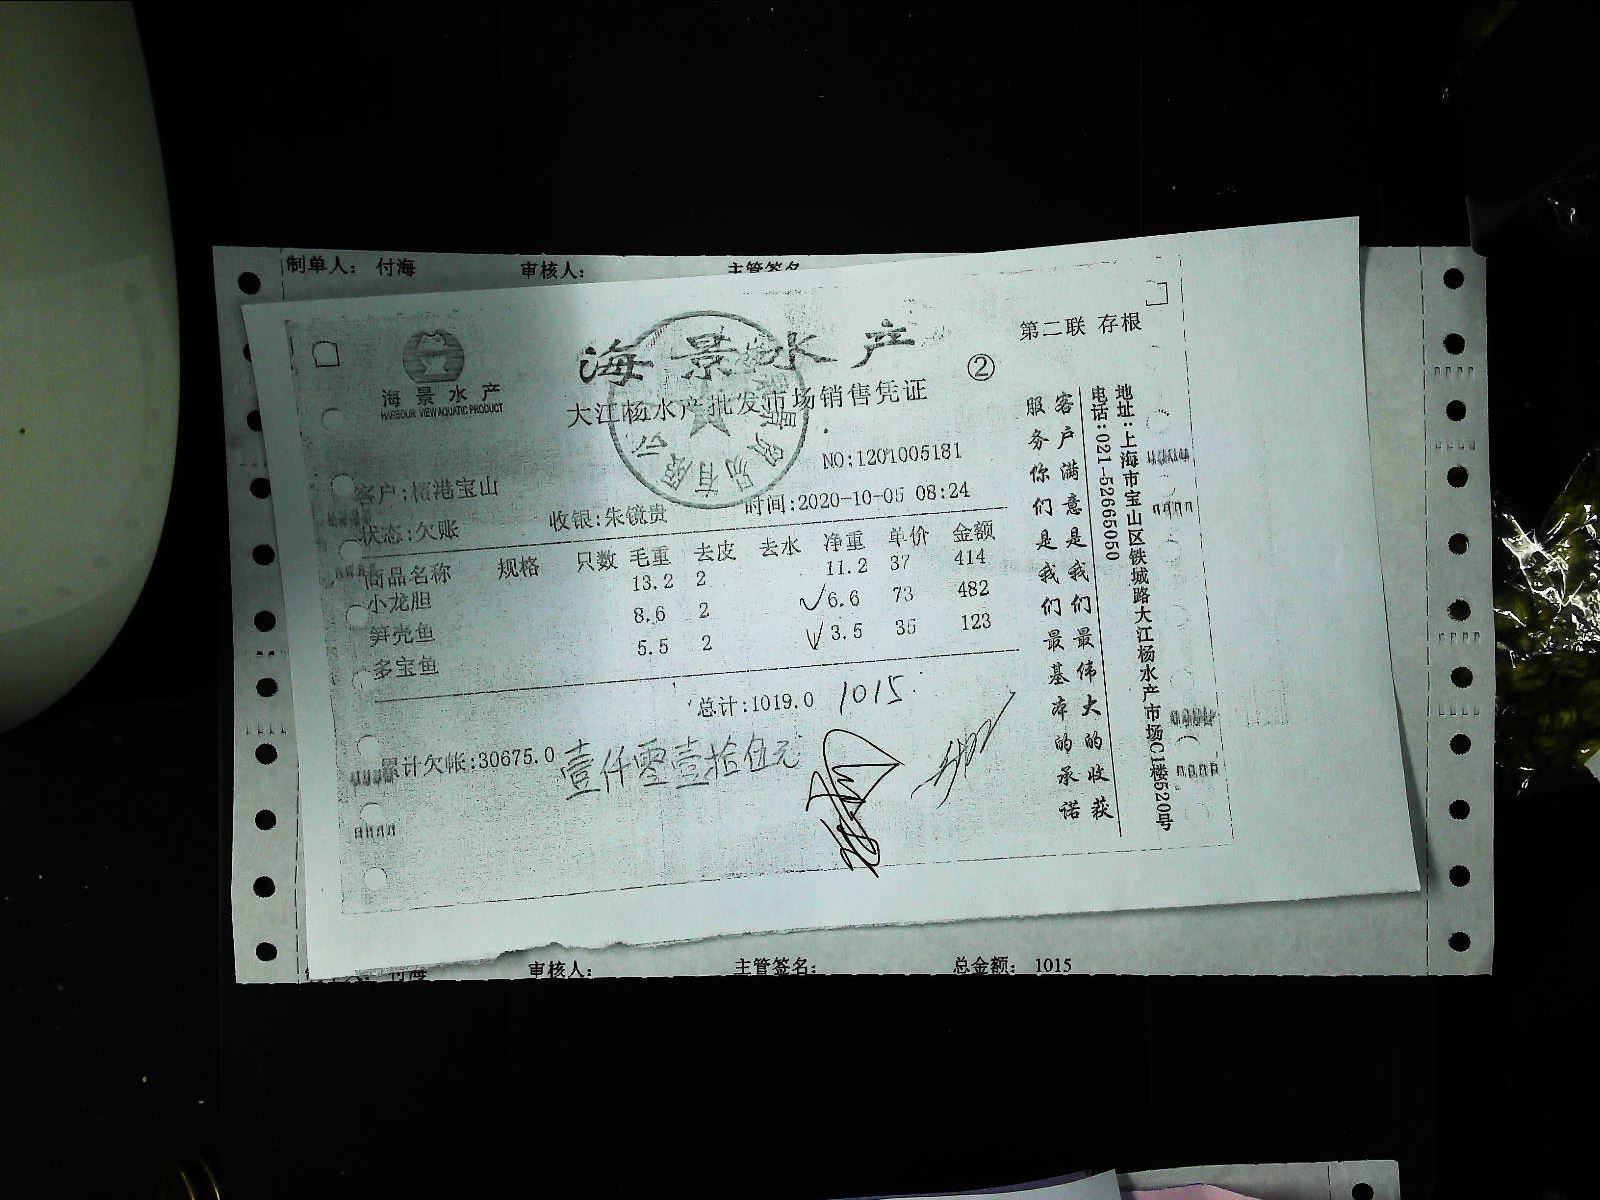 制单人： 付海 审核人： 主管签名
第二联 存根
海景水产
HARBOUR VIEW AQUATIC PRODUCT
海景水产
②
大江杨水产批发市场销售凭证
NO:1201005181
客户:梧港宝山
状态:欠账 收银:朱镜贵 时间:2020-10-05 08:24
商品名称 规格 只数 毛重 去皮 去水 净重 单价 金额
小龙胆 13.2 2 11.2 37 414
笋壳鱼 8.6 2 6.6 73 482
多宝鱼 5.5 2 3.5 35 123
总计:1019.0 1015
累计欠帐:30675.0 壹仟零壹拾伍元
客户满意是我们最伟大的收获
服务你们是我们最基本的承诺
地址:上海市宝山区铁城路大江杨水产市场C1楼520号
电话:021-52665050
付海 审核人： 主管签名： 总金额： 1015